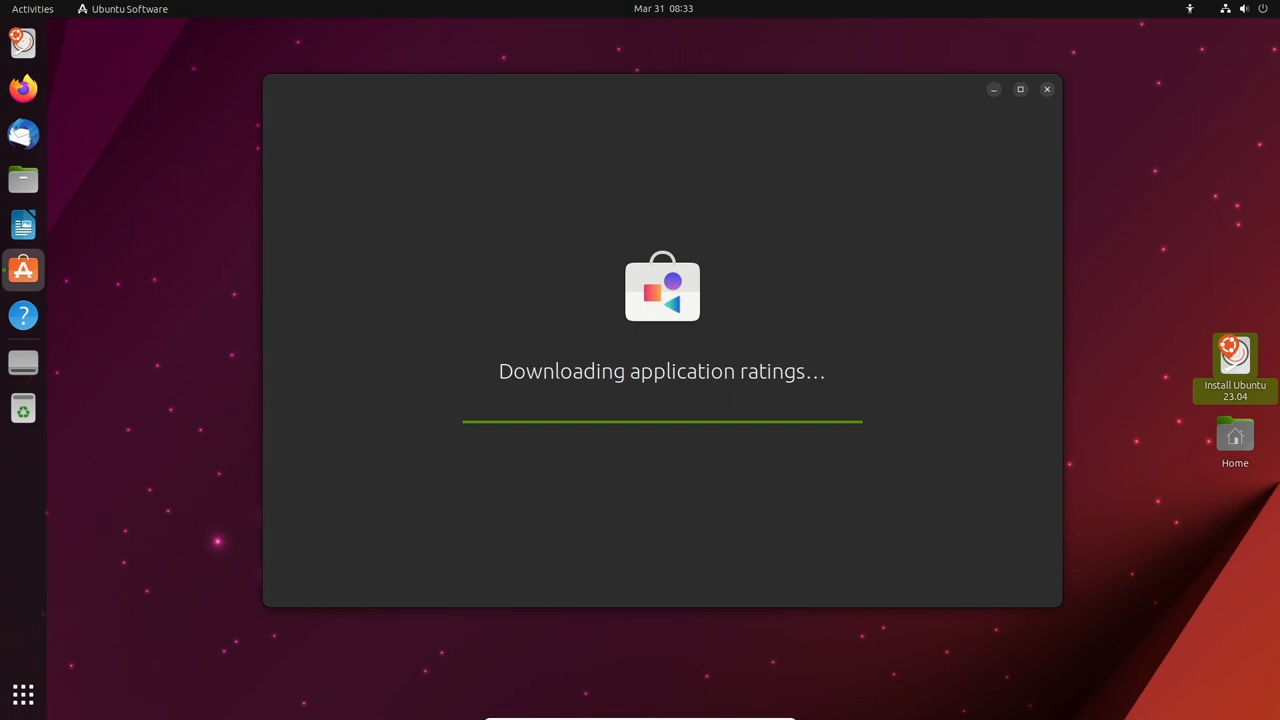 Activities
Ubuntu Software
Mar 31 08:33
Downloading application ratings...
Install Ubuntu
23.04
Home